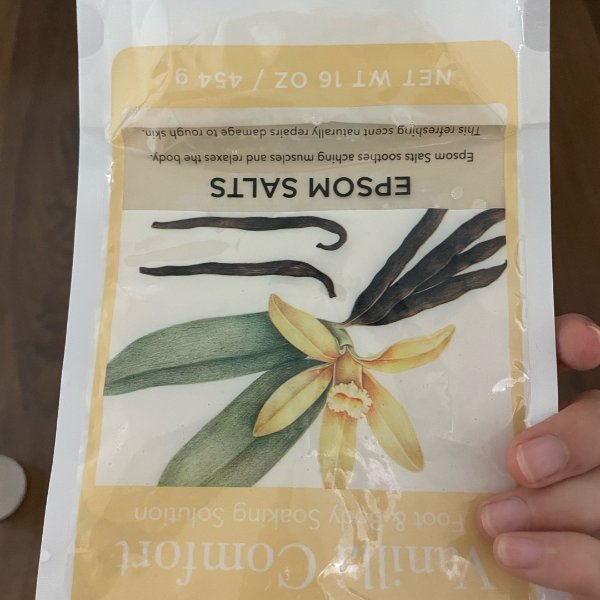 Vanilla Comfort
Foot & Body Soaking Solution
EPSOM SALTS
Epsom Salts soothes aching muscles and relaxes the body.
This refreshing scent naturally repairs damage to rough skin.
NET WT 16 OZ / 454 g